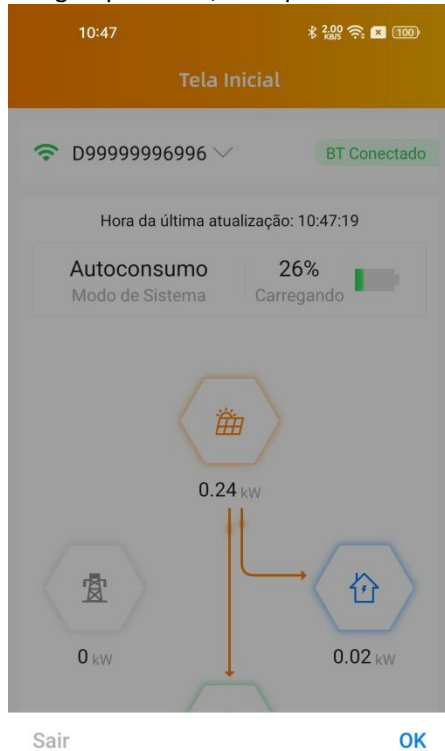 10:47 2.00 KB/S 100
Tela Inicial
D99999996996 BT Conectado
Hora da última atualização: 10:47:19
Autoconsumo 26%
Modo de Sistema Carregando
0.24 kW
0 kW 0.02 kW
Sair OK